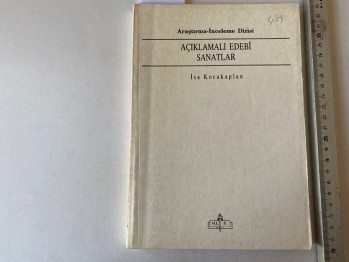 Araştırma-İnceleme Dizisi
AÇIKLAMALI EDEBİ
SANATLAR
İsa Kocakaplan